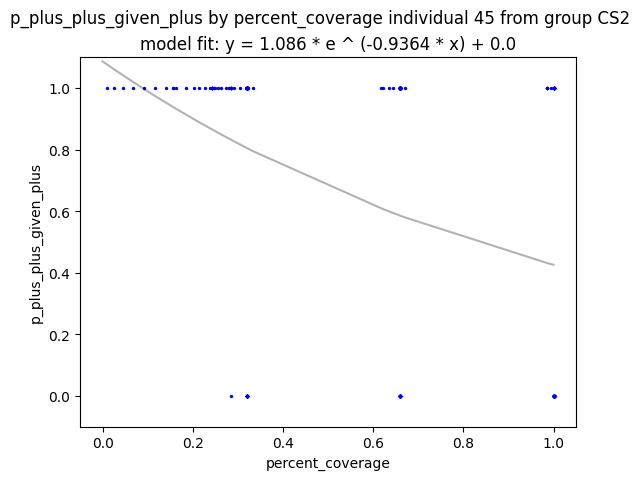 p_plus_plus_given_plus by percent_coverage individual 45 from group CS2
model fit: y = 1.086 * e ^ (-0.9364 * x) + 0.0
p_plus_plus_given_plus
1.0
0.8
0.6
0.4
0.2
0.0
0.0 0.2 0.4 0.6 0.8 1.0
percent_coverage